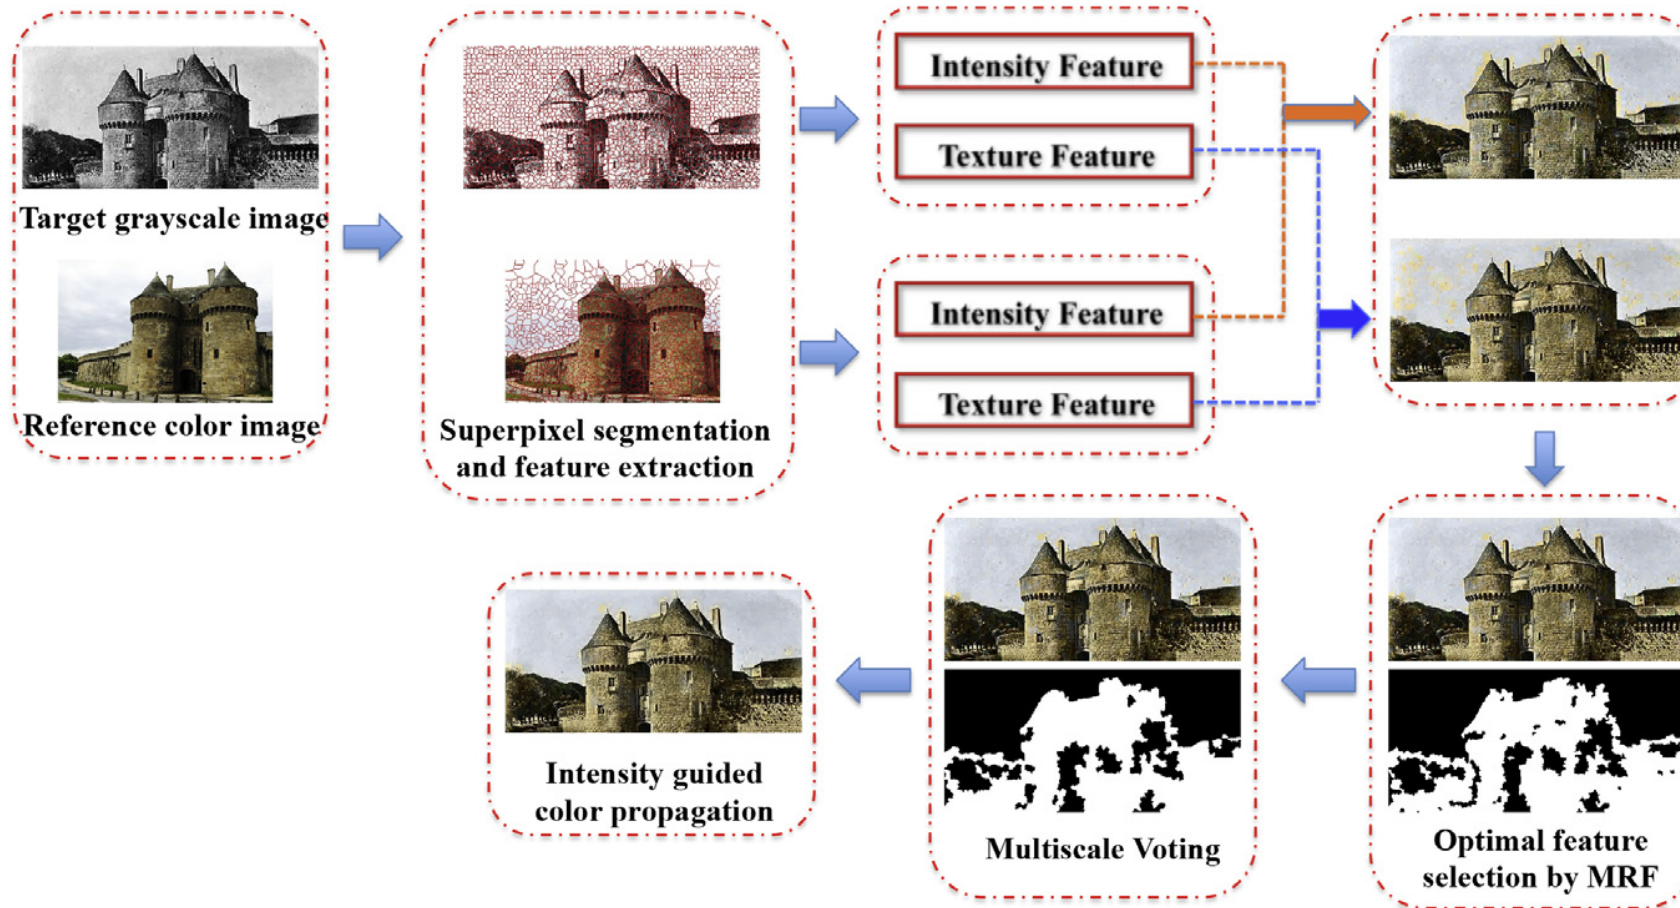 Target grayscale image
Reference color image
Superpixel segmentation
and feature extraction
Intensity Feature
Texture Feature
Intensity Feature
Texture Feature
Optimal feature
selection by MRF
Multiscale Voting
Intensity guided
color propagation